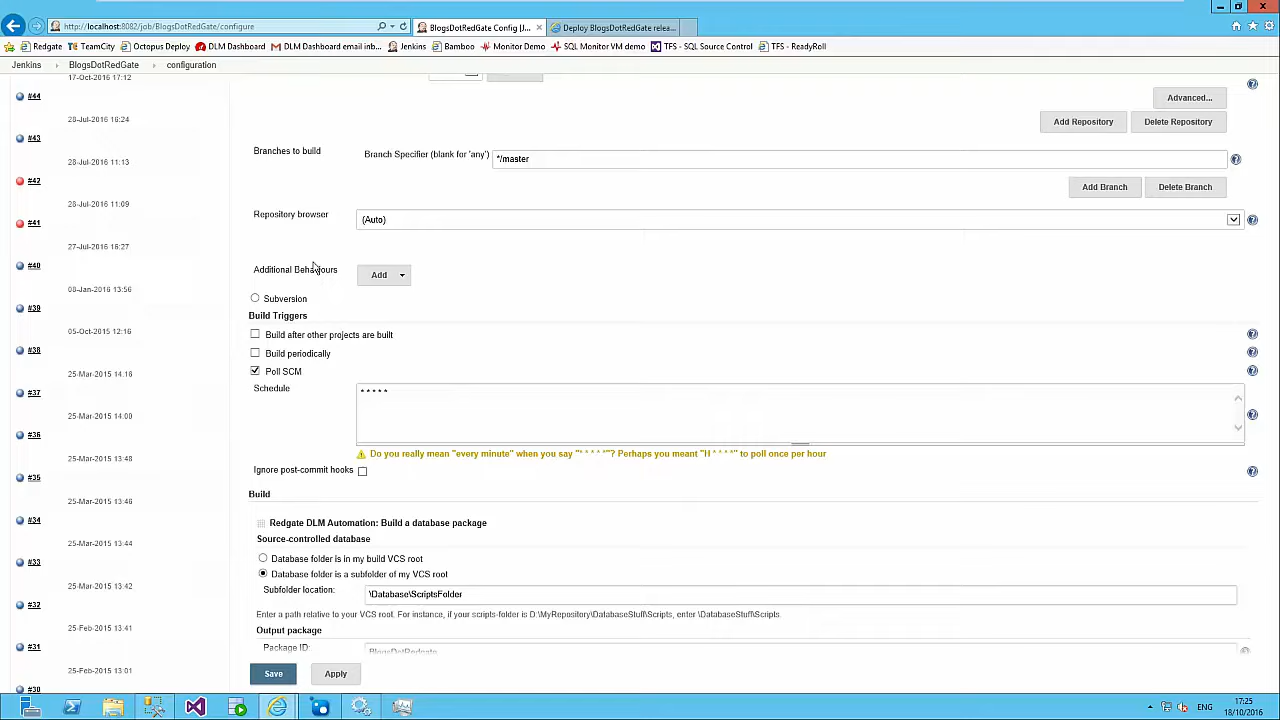 http://localhost:8082/job/BlogsDotRedGate/configure
BlogsDotRedGate Config [J...
Deploy BlogsDotRedGate relea...
Redgate TeamCity Octopus Deploy DLM Dashboard DLM Dashboard email inb... Jenkins Bamboo Monitor Demo SQL Monitor VM demo TFS - SQL Source Control TFS - ReadyRoll
Jenkins BlogsDotRedGate configuration
17-Oct-2016 17:12
#44
Advanced...
28-Jul-2016 16:24
Add Repository Delete Repository
#43
Branches to build Branch Specifier (blank for 'any') */master
28-Jul-2016 11:13
#42
Add Branch Delete Branch
28-Jul-2016 11:09
Repository browser (Auto)
#41
27-Jul-2016 16:27
#40
Additional Behaviours Add
08-Jan-2016 13:56
Subversion
#39
Build Triggers
05-Oct-2015 12:16
Build after other projects are built
#38
Build periodically
25-Mar-2015 14:16
Poll SCM
#37
Schedule * * * * *
25-Mar-2015 14:00
#36
25-Mar-2015 13:48
Do you really mean "every minute" when you say "* * * * *"? Perhaps you meant "H * * * *" to poll once per hour
#35
Ignore post-commit hooks
25-Mar-2015 13:46
Build
#34
Redgate DLM Automation: Build a database package
25-Mar-2015 13:44
Source-controlled database
#33
Database folder is in my build VCS root
Database folder is a subfolder of my VCS root
25-Mar-2015 13:42
Subfolder location: \Database\ScriptsFolder
#32
Enter a path relative to your VCS root. For instance, if your scripts-folder is D:\MyRepository\DatabaseStuff\Scripts, enter \DatabaseStuff\Scripts.
25-Feb-2015 13:41
Output package
#31
Package ID: BlogsDotRedgate
25-Feb-2015 13:01
Save Apply
#30
ENG
17:25
18/10/2016